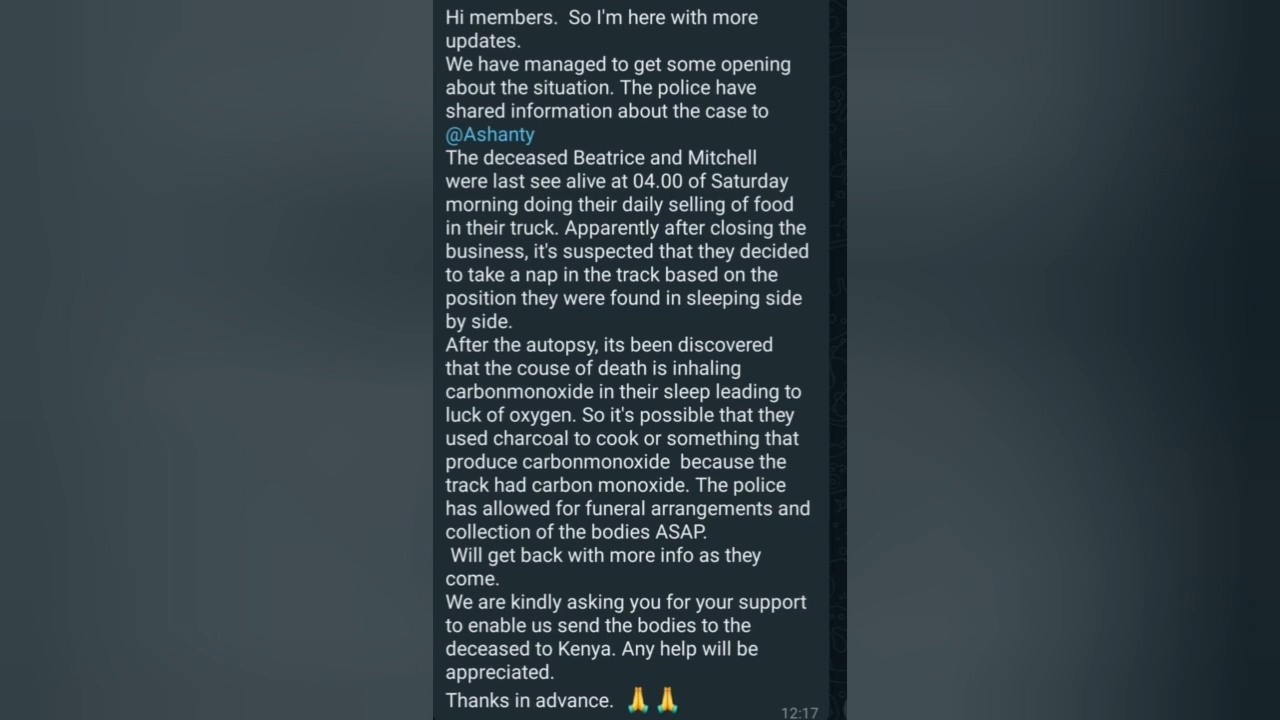 Hi members.  So I'm here with more
updates.
We have managed to get some opening
about the situation. The police have
shared information about the case to
@Ashanty
The deceased Beatrice and Mitchell
were last see alive at 04.00 of Saturday
morning doing their daily selling of food
in their truck. Apparently after closing the
business, it's suspected that they decided
to take a nap in the track based on the
position they were found in sleeping side
by side.
After the autopsy, its been discovered
that the couse of death is inhaling
carbonmonoxide in their sleep leading to
luck of oxygen. So it's possible that they
used charcoal to cook or something that
produce carbonmonoxide  because the
track had carbon monoxide. The police
has allowed for funeral arrangements and
collection of the bodies ASAP.
Will get back with more info as they
come.
We are kindly asking you for your support
to enable us send the bodies to the
deceased to Kenya. Any help will be
appreciated.
Thanks in advance. 🙏 🙏
12:17